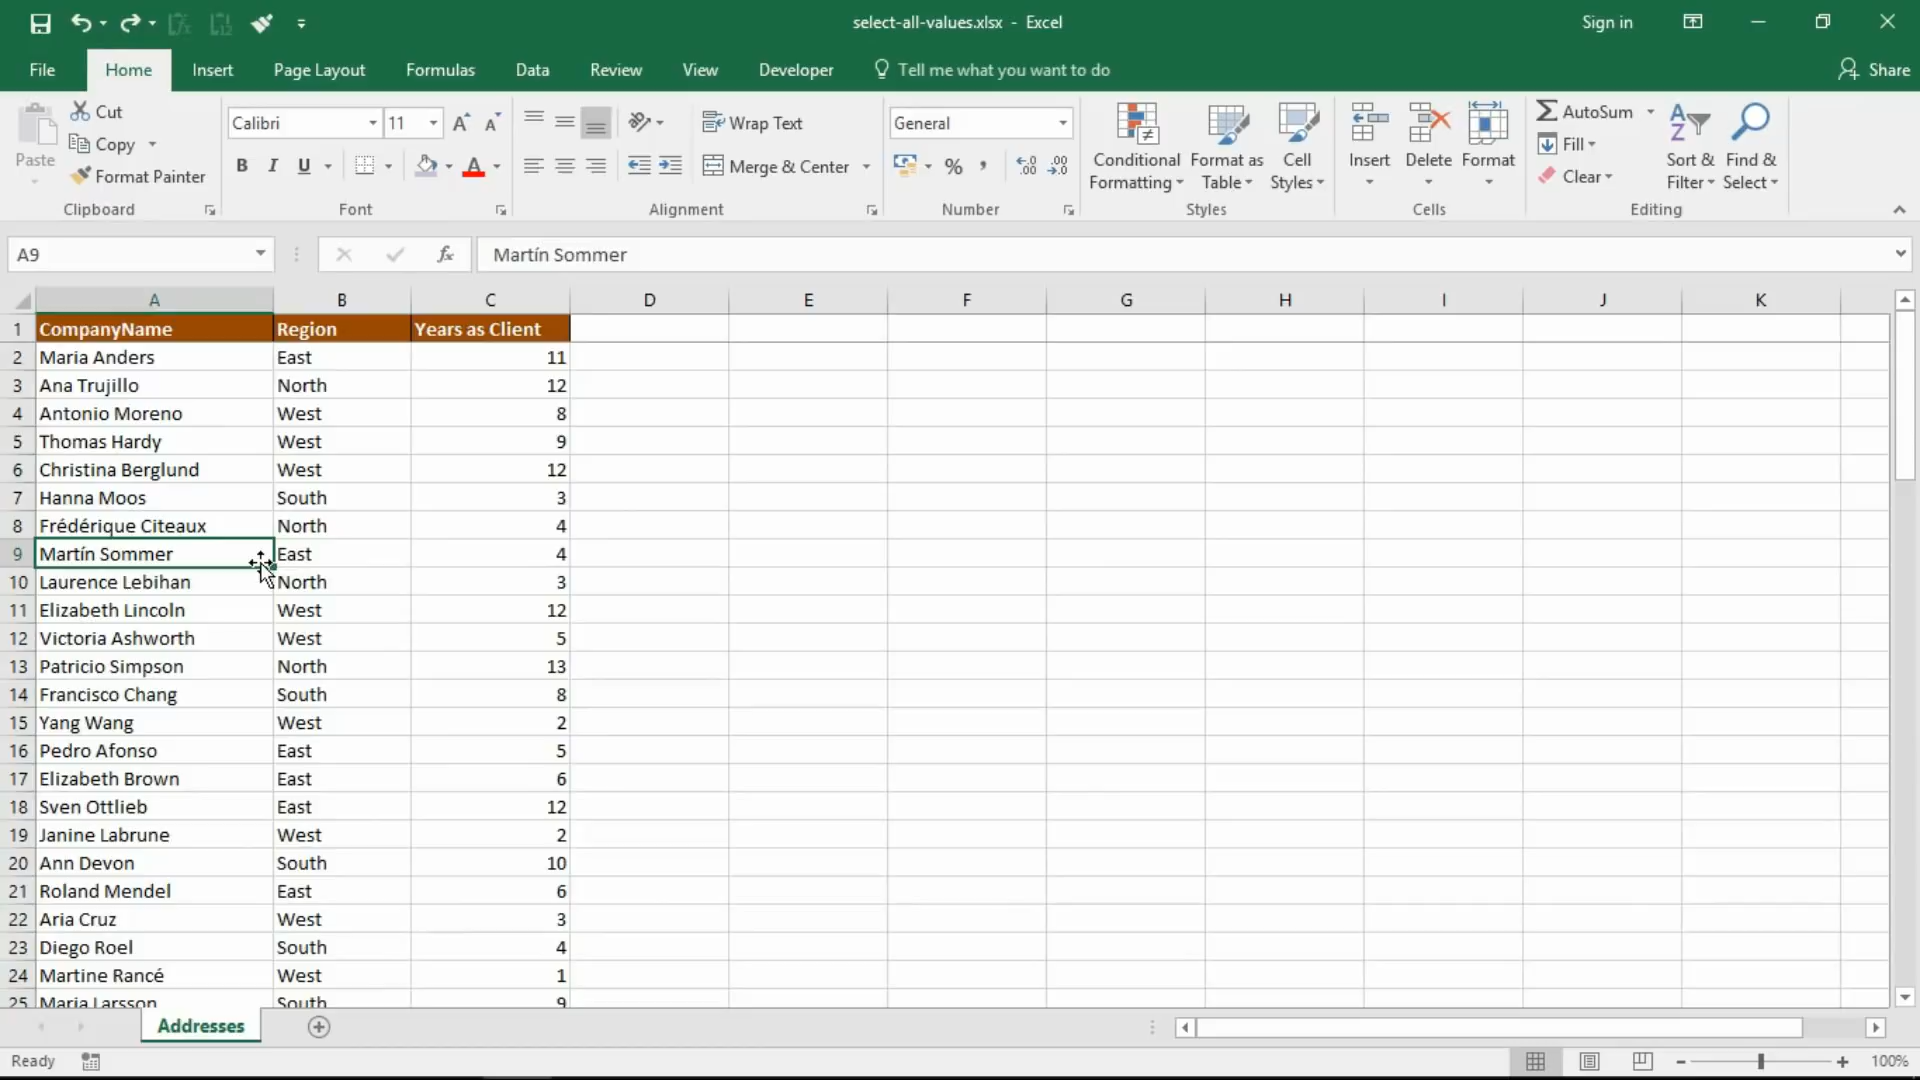 select-all-values.xlsx - Excel
Sign in
File Home Insert Page Layout Formulas Data Review View Developer Tell me what you want to do Share
Paste
Cut
Copy
Format Painter
Clipboard
Calibri 11
B I U A
Font
Wrap Text
Merge & Center
Alignment
General
% , .00
Number
Conditional Formatting
Format as Table
Cell Styles
Styles
Insert Delete Format
Cells
AutoSum
Fill
Clear
Sort & Filter
Find & Select
Editing
A9 fx Martín Sommer
A B C D E F G H I J K
1 CompanyName Region Years as Client
2 Maria Anders East 11
3 Ana Trujillo North 12
4 Antonio Moreno West 8
5 Thomas Hardy West 9
6 Christina Berglund West 12
7 Hanna Moos South 3
8 Frédérique Citeaux North 4
9 Martín Sommer East 4
10 Laurence Lebihan North 3
11 Elizabeth Lincoln West 12
12 Victoria Ashworth West 5
13 Patricio Simpson North 13
14 Francisco Chang South 8
15 Yang Wang West 2
16 Pedro Afonso East 5
17 Elizabeth Brown East 6
18 Sven Ottlieb East 12
19 Janine Labrune West 2
20 Ann Devon South 10
21 Roland Mendel East 6
22 Aria Cruz West 3
23 Diego Roel South 4
24 Martine Rancé West 1
25 Maria Larsson South 9
Addresses
Ready 100%